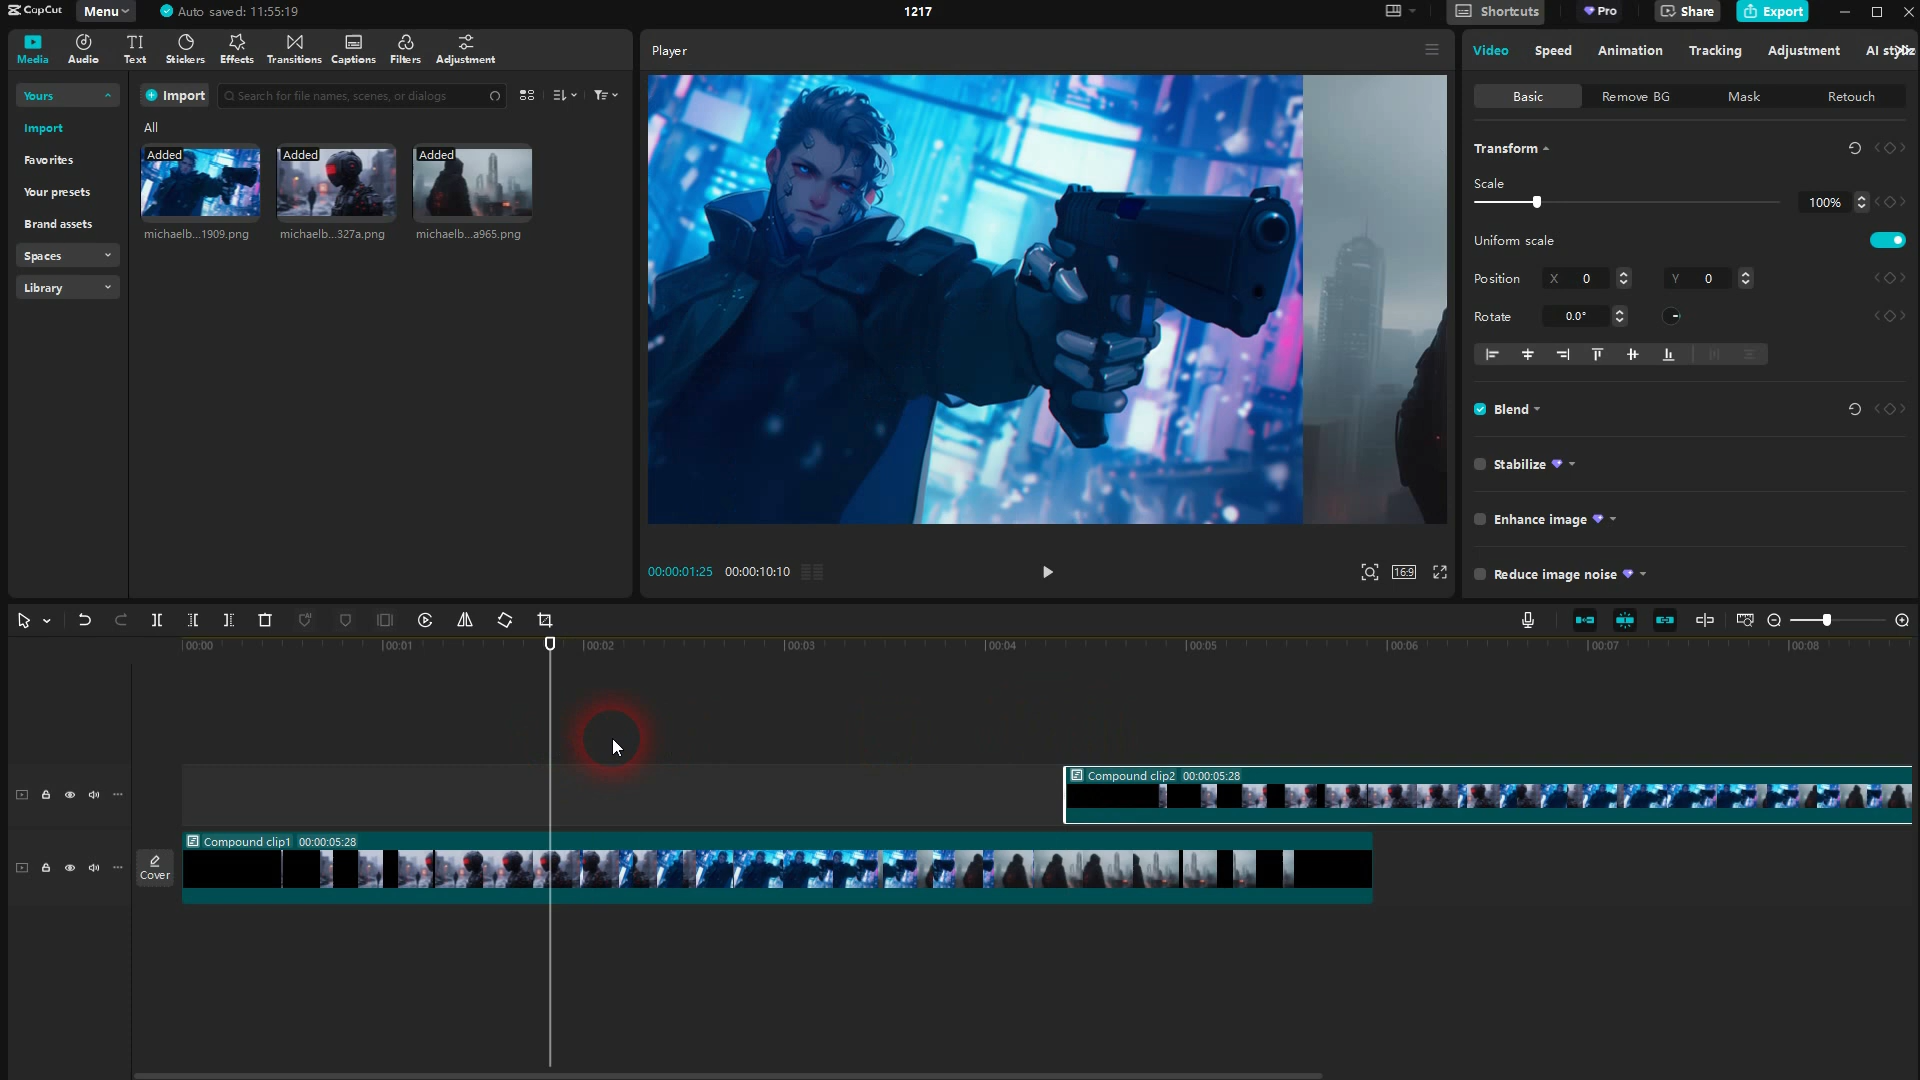 CapCut Menu Auto saved: 11:55:19 1217 Shortcuts Pro Share Export
Media Audio Text Stickers Effects Transitions Captions Filters Adjustment
Player
Video Speed Animation Tracking Adjustment
Yours
Import
Favorites
Your presets
Brand assets
Spaces
Library
Import Search for file names, scenes, or dialogs
All
Added Added Added
michaelb...1909.png michaelb...327a.png michaelb...a965.png
Basic Remove BG Mask Retouch
Transform
Scale
100%
Uniform scale
Position X 0 Y 0
Rotate 0.0°
Blend
Stabilize
Enhance image
Reduce image noise
00:00:01:25 00:00:10:10 16:9
00:00 00:01 00:02 00:03 00:04 00:05 00:06 00:07 00:08
Compound clip2 00:00:05:28
Cover
Compound clip1 00:00:05:28